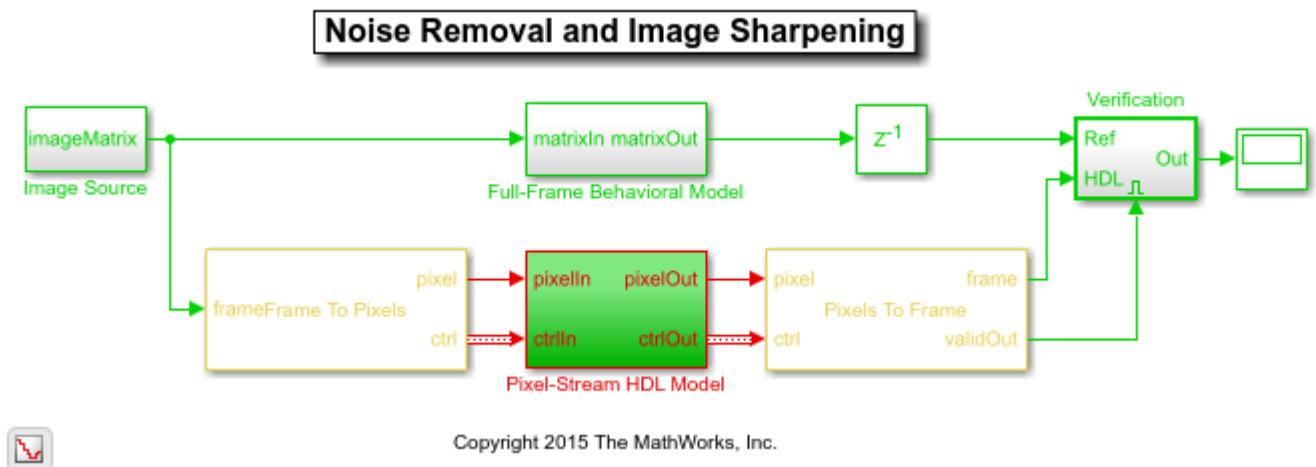 Noise Removal and Image Sharpening
Verification
imageMatrix
matrixIn matrixOut
z-1
Ref
HDL
Out
Image Source
Full-Frame Behavioral Model
pixel
pixelIn pixelOut
pixel
frame
frame
Frame To Pixels
Pixels To Frame
ctrl
ctrlIn ctrlOut
ctrl
validOut
Pixel-Stream HDL Model
Copyright 2015 The MathWorks, Inc.